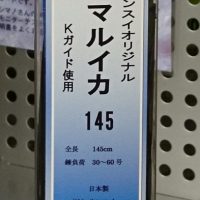 ンスイオリジナル
マルイカ
Kガイド使用
145
全長 145cm
錘負荷 30～60号
日本製